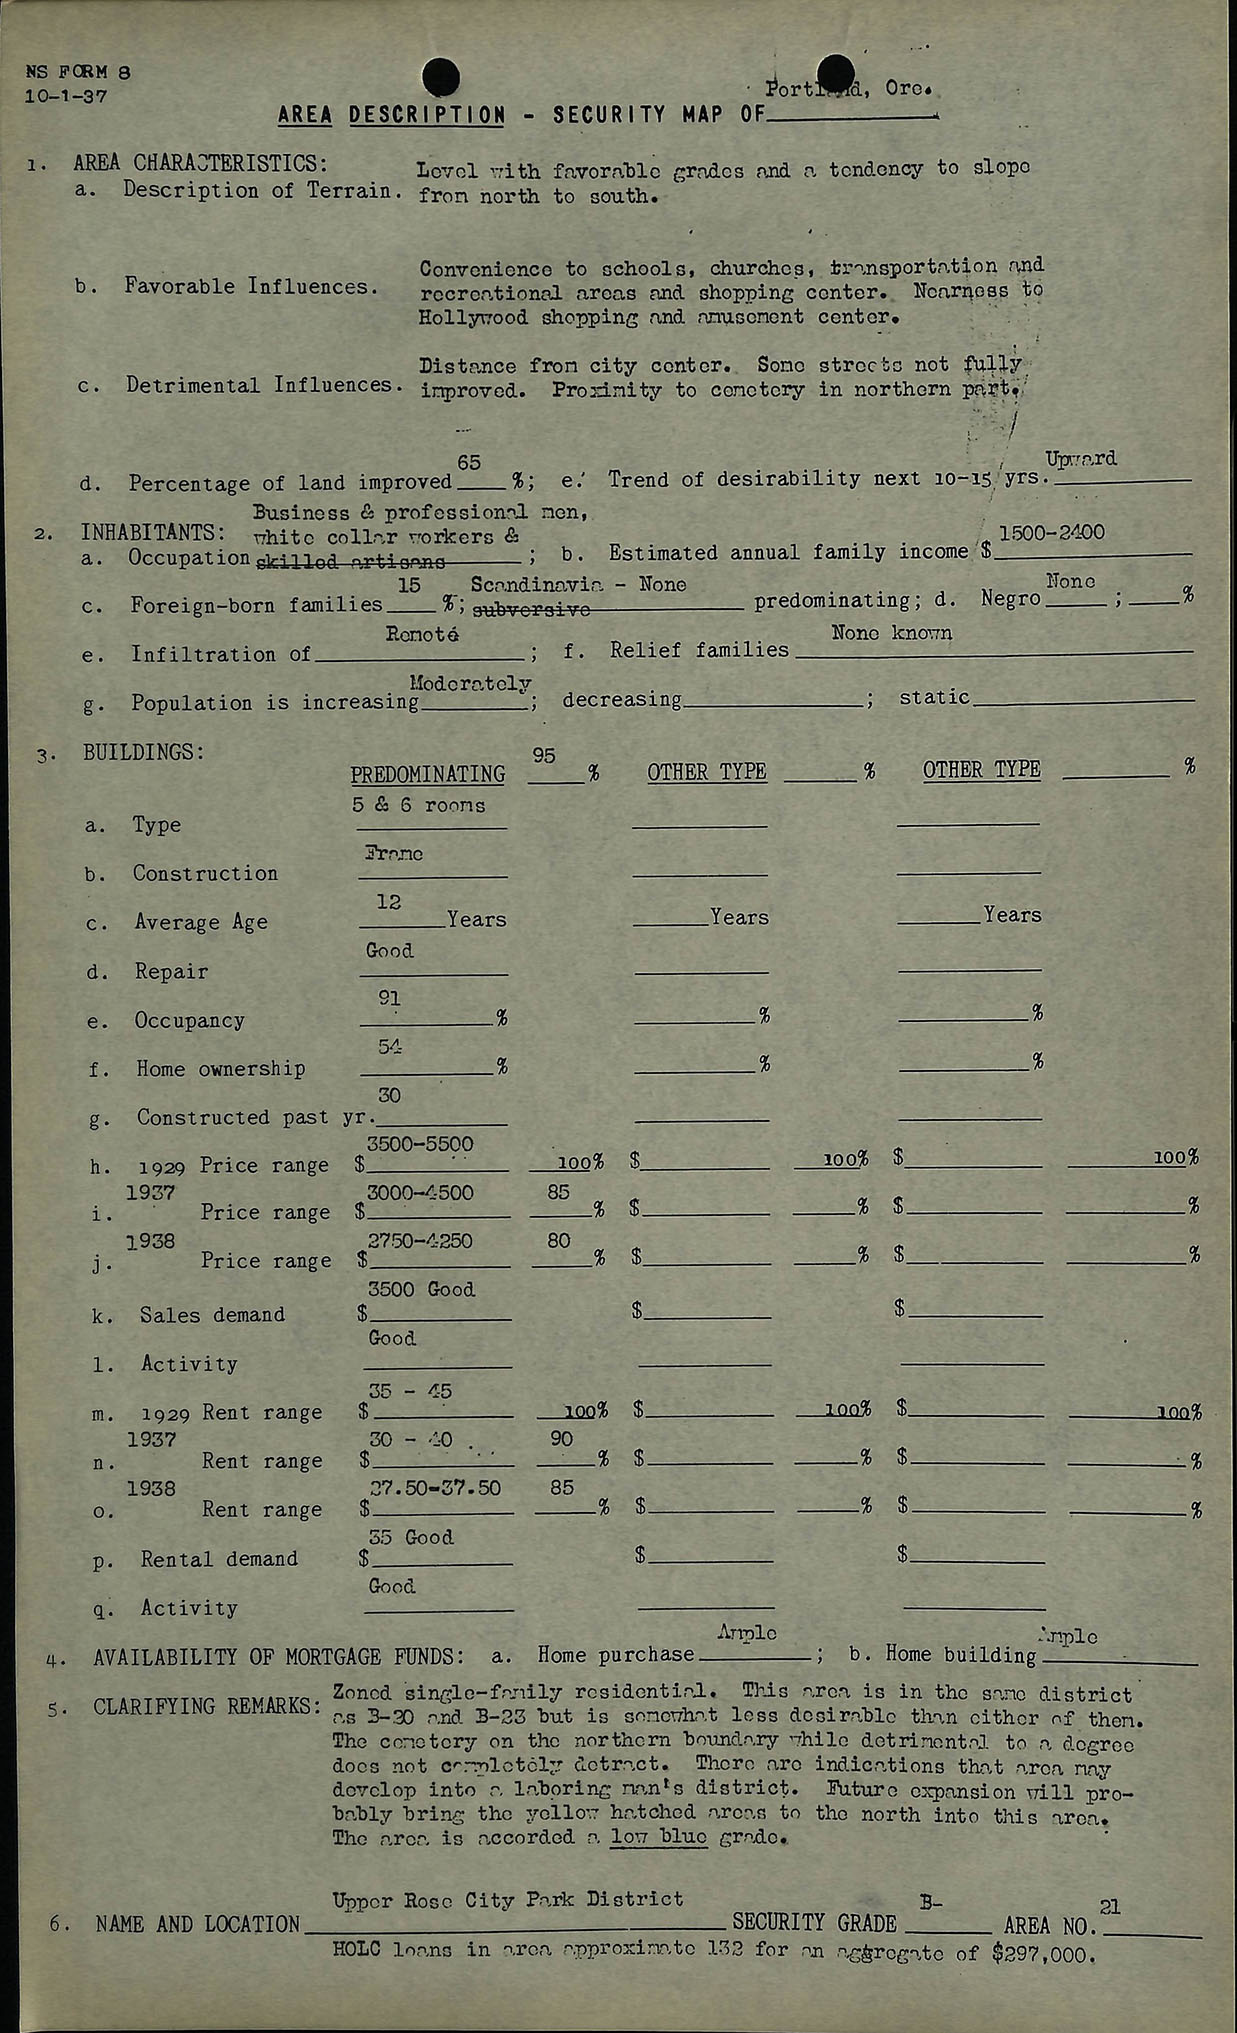 NS FORM 8
10-1-37
Portland, Ore.
AREA DESCRIPTION - SECURITY MAP OF
1. AREA CHARACTERISTICS:
a. Description of Terrain. Level with favorable grades and a tendency to slope
from north to south.
b. Favorable Influences. Convenience to schools, churches, transportation and
recreational areas and shopping center. Nearness to
Hollywood shopping and amusement center.
c. Detrimental Influences. Distance from city center. Some streets not fully
improved. Proximity to cemetery in northern part.
d. Percentage of land improved 65 %; e. Trend of desirability next 10-15 yrs. Upward
2. INHABITANTS: Business & professional men,
white collar workers &
a. Occupation skilled artisans ; b. Estimated annual family income $ 1500-2400
c. Foreign-born families 15 %; Scandinavia - None subversive predominating; d. Negro None ; %
e. Infiltration of Remote ; f. Relief families None known
g. Population is increasing Moderately ; decreasing ; static
3. BUILDINGS:
PREDOMINATING 95 % OTHER TYPE % OTHER TYPE %
a. Type 5 & 6 rooms
b. Construction Frame
c. Average Age 12 Years Years Years
d. Repair Good
e. Occupancy 91 % % %
f. Home ownership 54 % % %
g. Constructed past yr. 30
h. 1929 Price range $ 3500-5500 100% $ 100% $ 100%
i. 1937 Price range $ 3000-4500 85 % $ % $ %
j. 1938 Price range $ 2750-4250 80 % $ % $ %
k. Sales demand $ 3500 Good $ $
l. Activity Good
m. 1929 Rent range $ 35 - 45 100% $ 100% $ 100%
n. 1937 Rent range $ 30 - 40 90 % $ % $ %
o. 1938 Rent range $ 27.50-37.50 85 % $ % $ %
p. Rental demand $ 35 Good $ $
q. Activity Good
4. AVAILABILITY OF MORTGAGE FUNDS: a. Home purchase Ample ; b. Home building Ample
5. CLARIFYING REMARKS: Zoned single-family residential. This area is in the same district
as B-20 and B-23 but is somewhat less desirable than either of them.
The cemetery on the northern boundary while detrimental to a degree
does not completely detract. There are indications that area may
develop into a laboring man's district. Future expansion will pro-
bably bring the yellow hatched areas to the north into this area.
The area is accorded a low blue grade.
6. NAME AND LOCATION Upper Rose City Park District SECURITY GRADE B- AREA NO. 21
HOLC loans in area approximate 132 for an aggregate of $297,000.